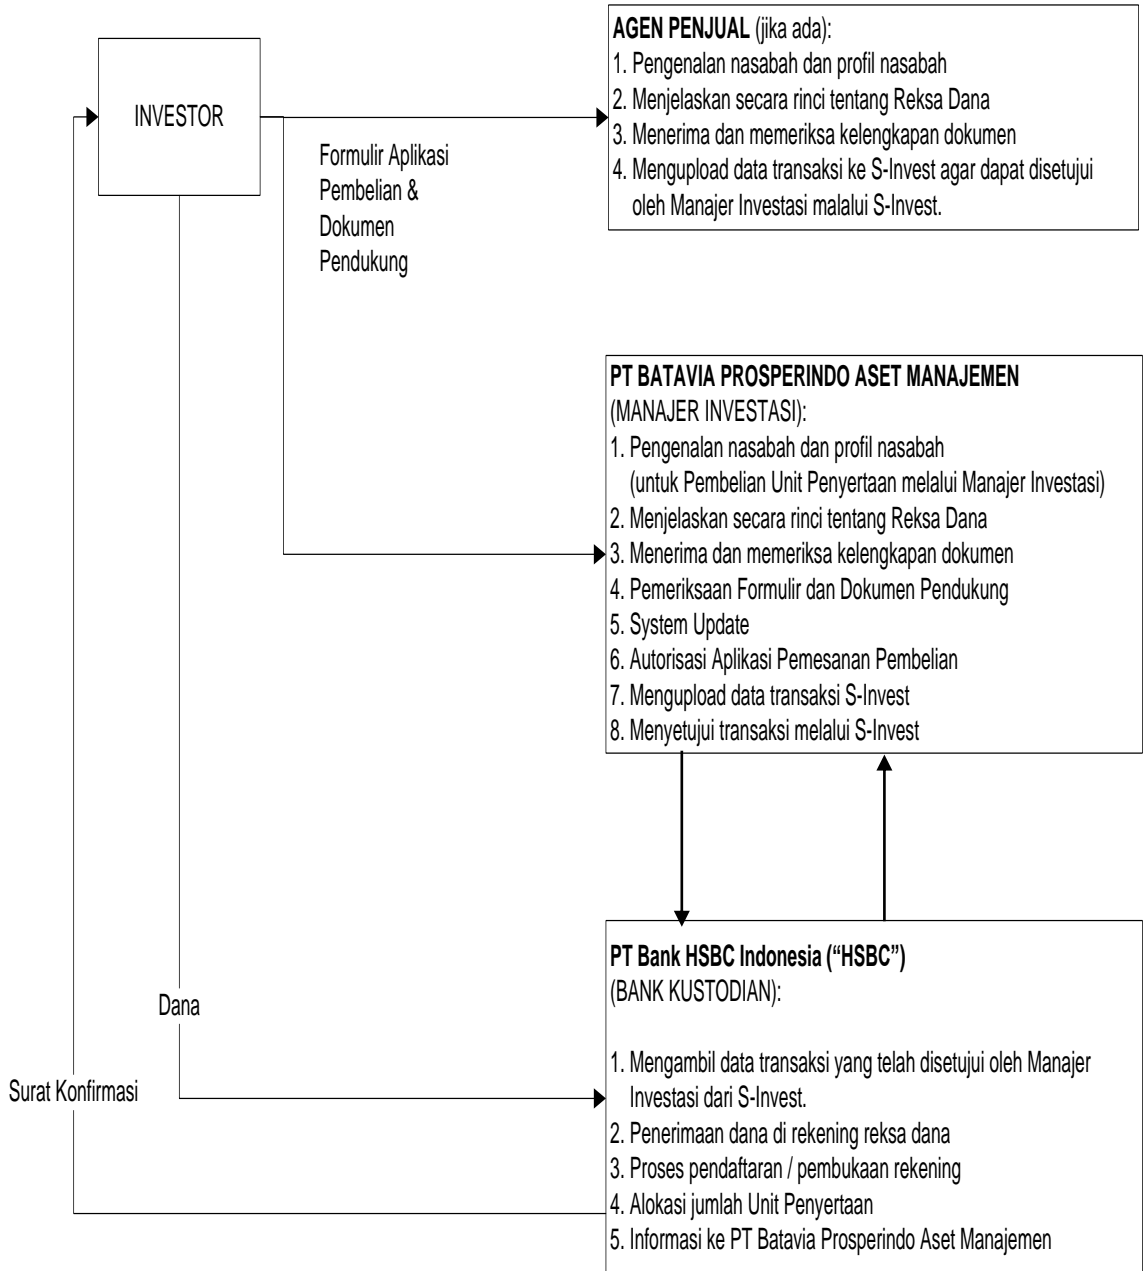 INVESTOR
Formulir Aplikasi
Pembelian &
Dokumen
Pendukung
AGEN PENJUAL (jika ada):
1. Pengenalan nasabah dan profil nasabah
2. Menjelaskan secara rinci tentang Reksa Dana
3. Menerima dan memeriksa kelengkapan dokumen
4. Mengupload data transaksi ke S-Invest agar dapat disetujui
oleh Manajer Investasi malalui S-Invest.
PT BATAVIA PROSPERINDO ASET MANAJEMEN
(MANAJER INVESTASI):
1. Pengenalan nasabah dan profil nasabah
(untuk Pembelian Unit Penyertaan melalui Manajer Investasi)
2. Menjelaskan secara rinci tentang Reksa Dana
3. Menerima dan memeriksa kelengkapan dokumen
4. Pemeriksaan Formulir dan Dokumen Pendukung
5. System Update
6. Autorisasi Aplikasi Pemesanan Pembelian
7. Mengupload data transaksi S-Invest
8. Menyetujui transaksi melalui S-Invest
Dana
Surat Konfirmasi
PT Bank HSBC Indonesia (“HSBC”)
(BANK KUSTODIAN):
1. Mengambil data transaksi yang telah disetujui oleh Manajer
Investasi dari S-Invest.
2. Penerimaan dana di rekening reksa dana
3. Proses pendaftaran / pembukaan rekening
4. Alokasi jumlah Unit Penyertaan
5. Informasi ke PT Batavia Prosperindo Aset Manajemen